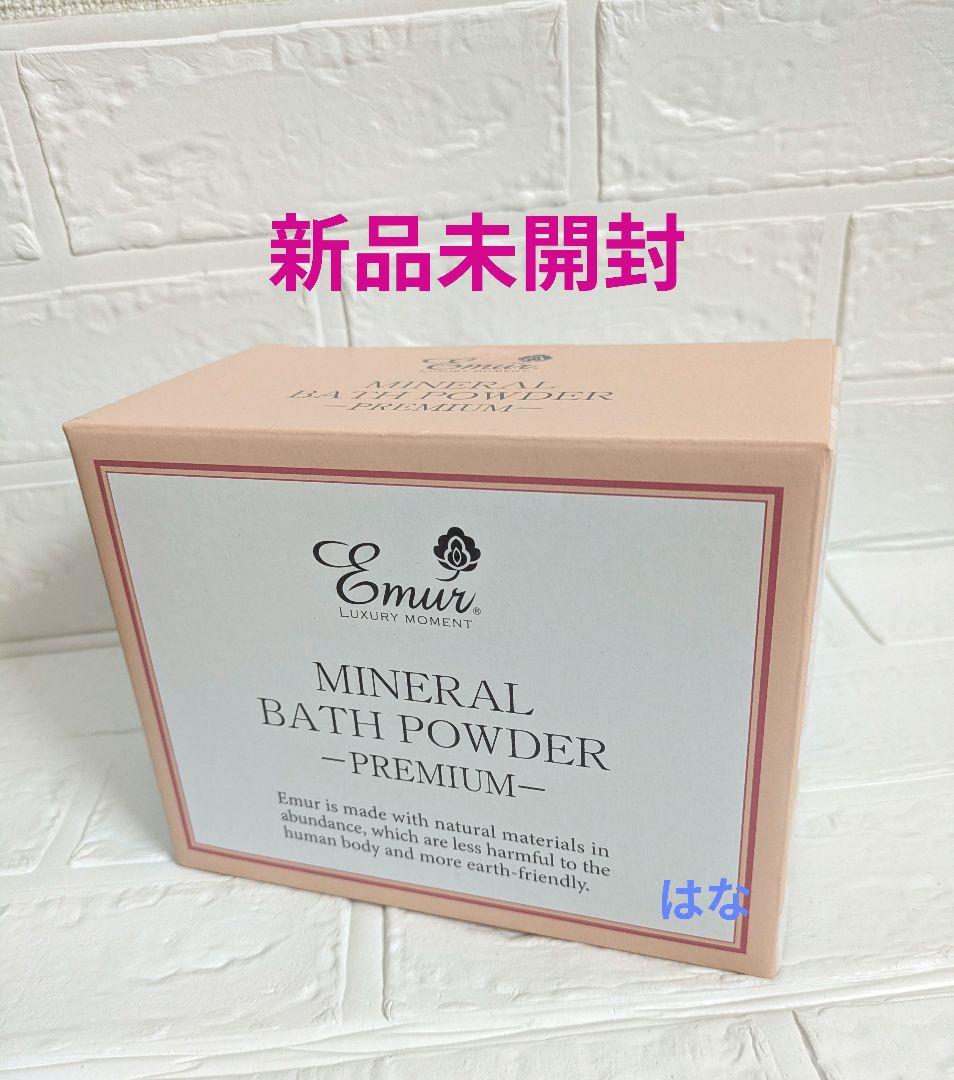 新品未開封
Emur
LUXURY MOMENT
MINERAL
BATH POWDER
—PREMIUM—
Emur®
LUXURY MOMENT
MINERAL
BATH POWDER
—PREMIUM—
Emur is made with natural materials in
abundance, which are less harmful to the
human body and more earth-friendly.
はな